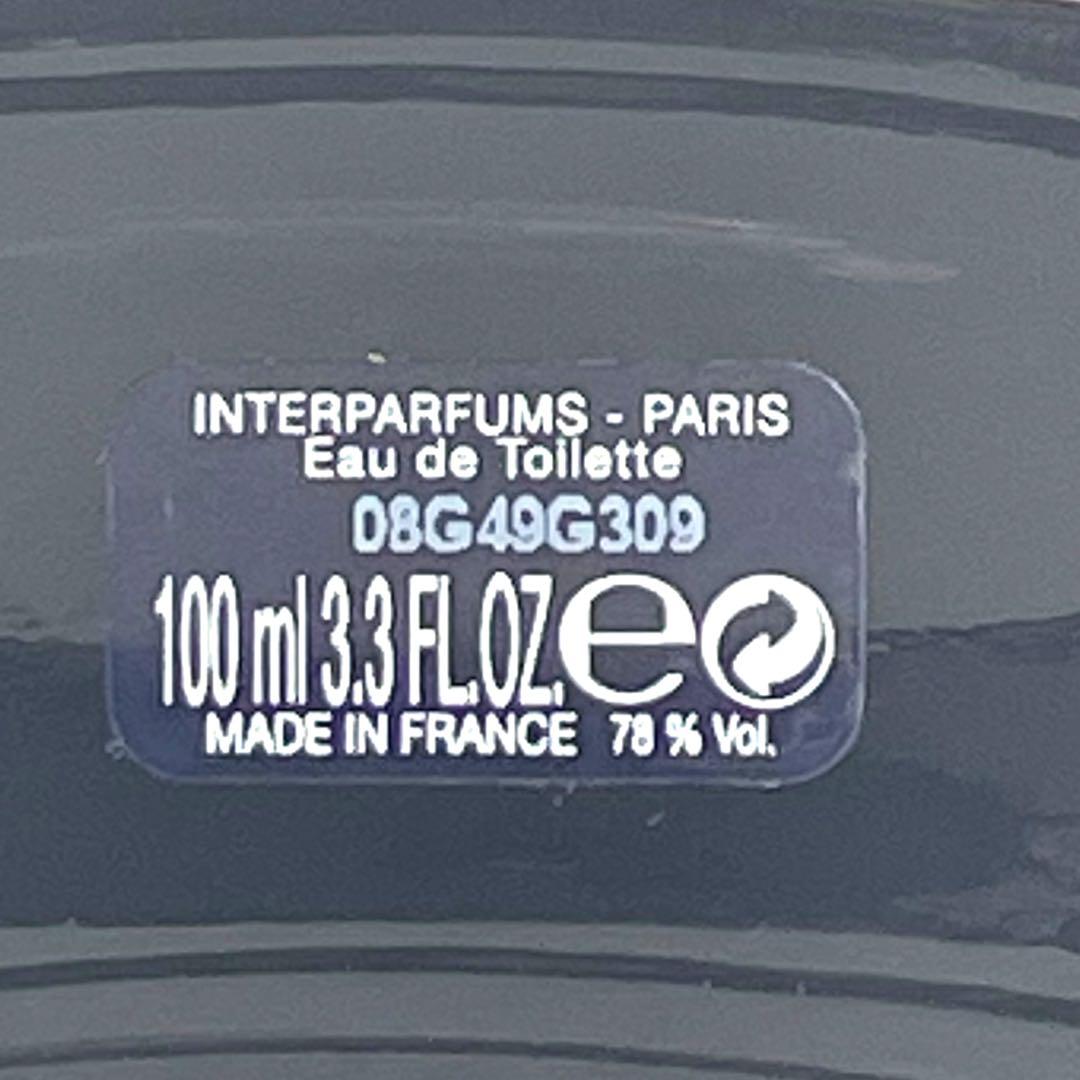 INTERPARFUMS - PARIS
Eau de Toilette
08G49G309
100 ml 3.3 FL.OZ. e
MADE IN FRANCE 78 % Vol.